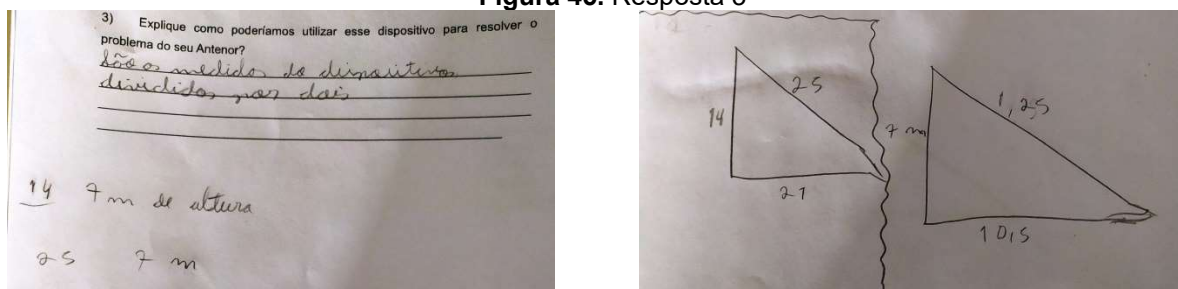 Figura 46. Resposta 6
3) Explique como poderíamos utilizar esse dispositivo para resolver o
problema do seu Antenor?
São as medidas do dispositivos
divididos por dois
14 7 m de altura
25 7 m
14
25
21
7 m
1,25
10,5